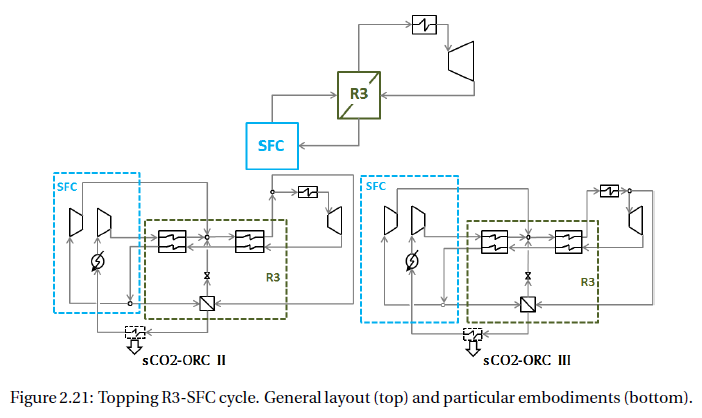 R3
SFC
SFC
R3
sCO2-ORC II
SFC
R3
sCO2-ORC III
Figure 2.21: Topping R3-SFC cycle. General layout (top) and particular embodiments (bottom).